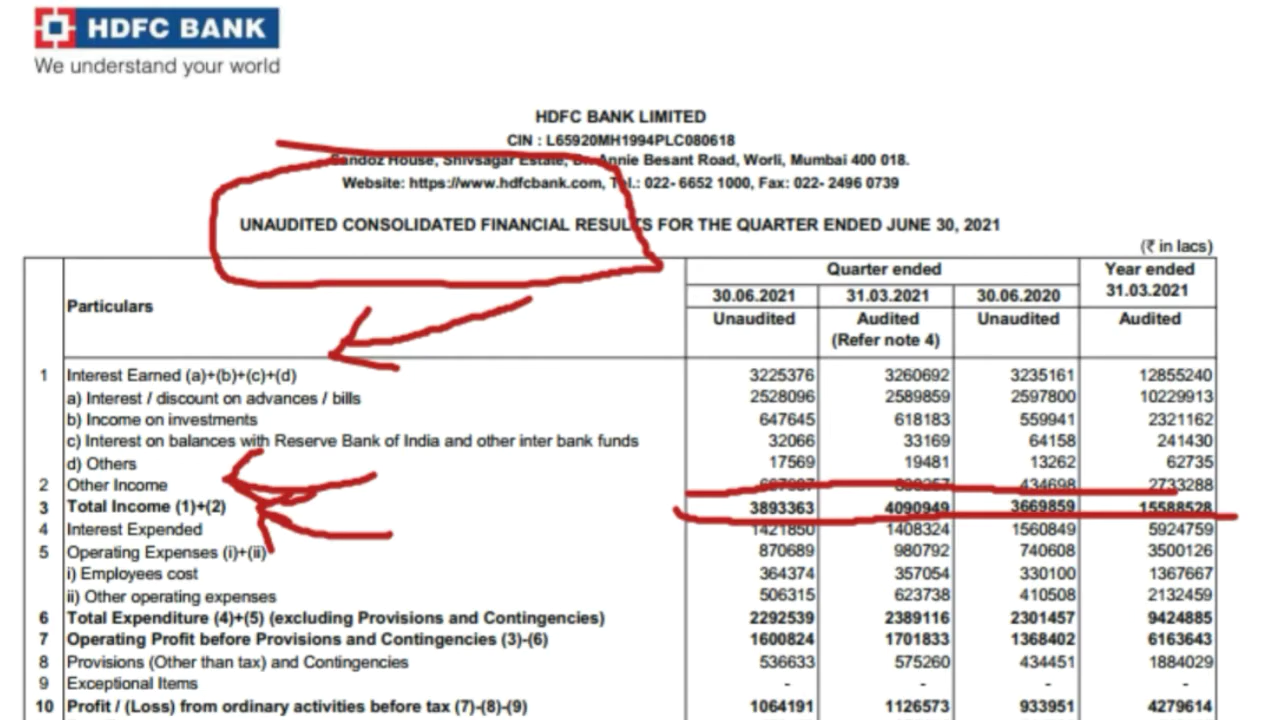 HDFC BANK
We understand your world
HDFC BANK LIMITED
CIN : L65920MH1994PLC080618
Sandoz House, Shivsagar Estate, Dr. Annie Besant Road, Worli, Mumbai 400 018.
Website: https://www.hdfcbank.com, Tel.: 022- 6652 1000, Fax: 022- 2496 0739
UNAUDITED CONSOLIDATED FINANCIAL RESULTS FOR THE QUARTER ENDED JUNE 30, 2021
(₹ in lacs)
Particulars Quarter ended Year ended
30.06.2021 31.03.2021 30.06.2020 31.03.2021
Unaudited Audited Unaudited Audited
(Refer note 4)
1 Interest Earned (a)+(b)+(c)+(d) 3225376 3260692 3235161 12855240
a) Interest / discount on advances / bills 2528096 2589859 2597800 10229913
b) Income on investments 647645 618183 559941 2321162
c) Interest on balances with Reserve Bank of India and other inter bank funds 32066 33169 64158 241430
d) Others 17569 19481 13262 62735
2 Other Income 434698 2733288
3 Total Income (1)+(2) 3893363 4090949 3669859 15588528
4 Interest Expended 1421850 1408324 1560849 5924759
5 Operating Expenses (i)+(ii) 870689 980792 740608 3500126
i) Employees cost 364374 357054 330100 1367667
ii) Other operating expenses 506315 623738 410508 2132459
6 Total Expenditure (4)+(5) (excluding Provisions and Contingencies) 2292539 2389116 2301457 9424885
7 Operating Profit before Provisions and Contingencies (3)-(6) 1600824 1701833 1368402 6163643
8 Provisions (Other than tax) and Contingencies 536633 575260 434451 1884029
9 Exceptional Items - - - -
10 Profit / (Loss) from ordinary activities before tax (7)-(8)-(9) 1064191 1126573 933951 4279614